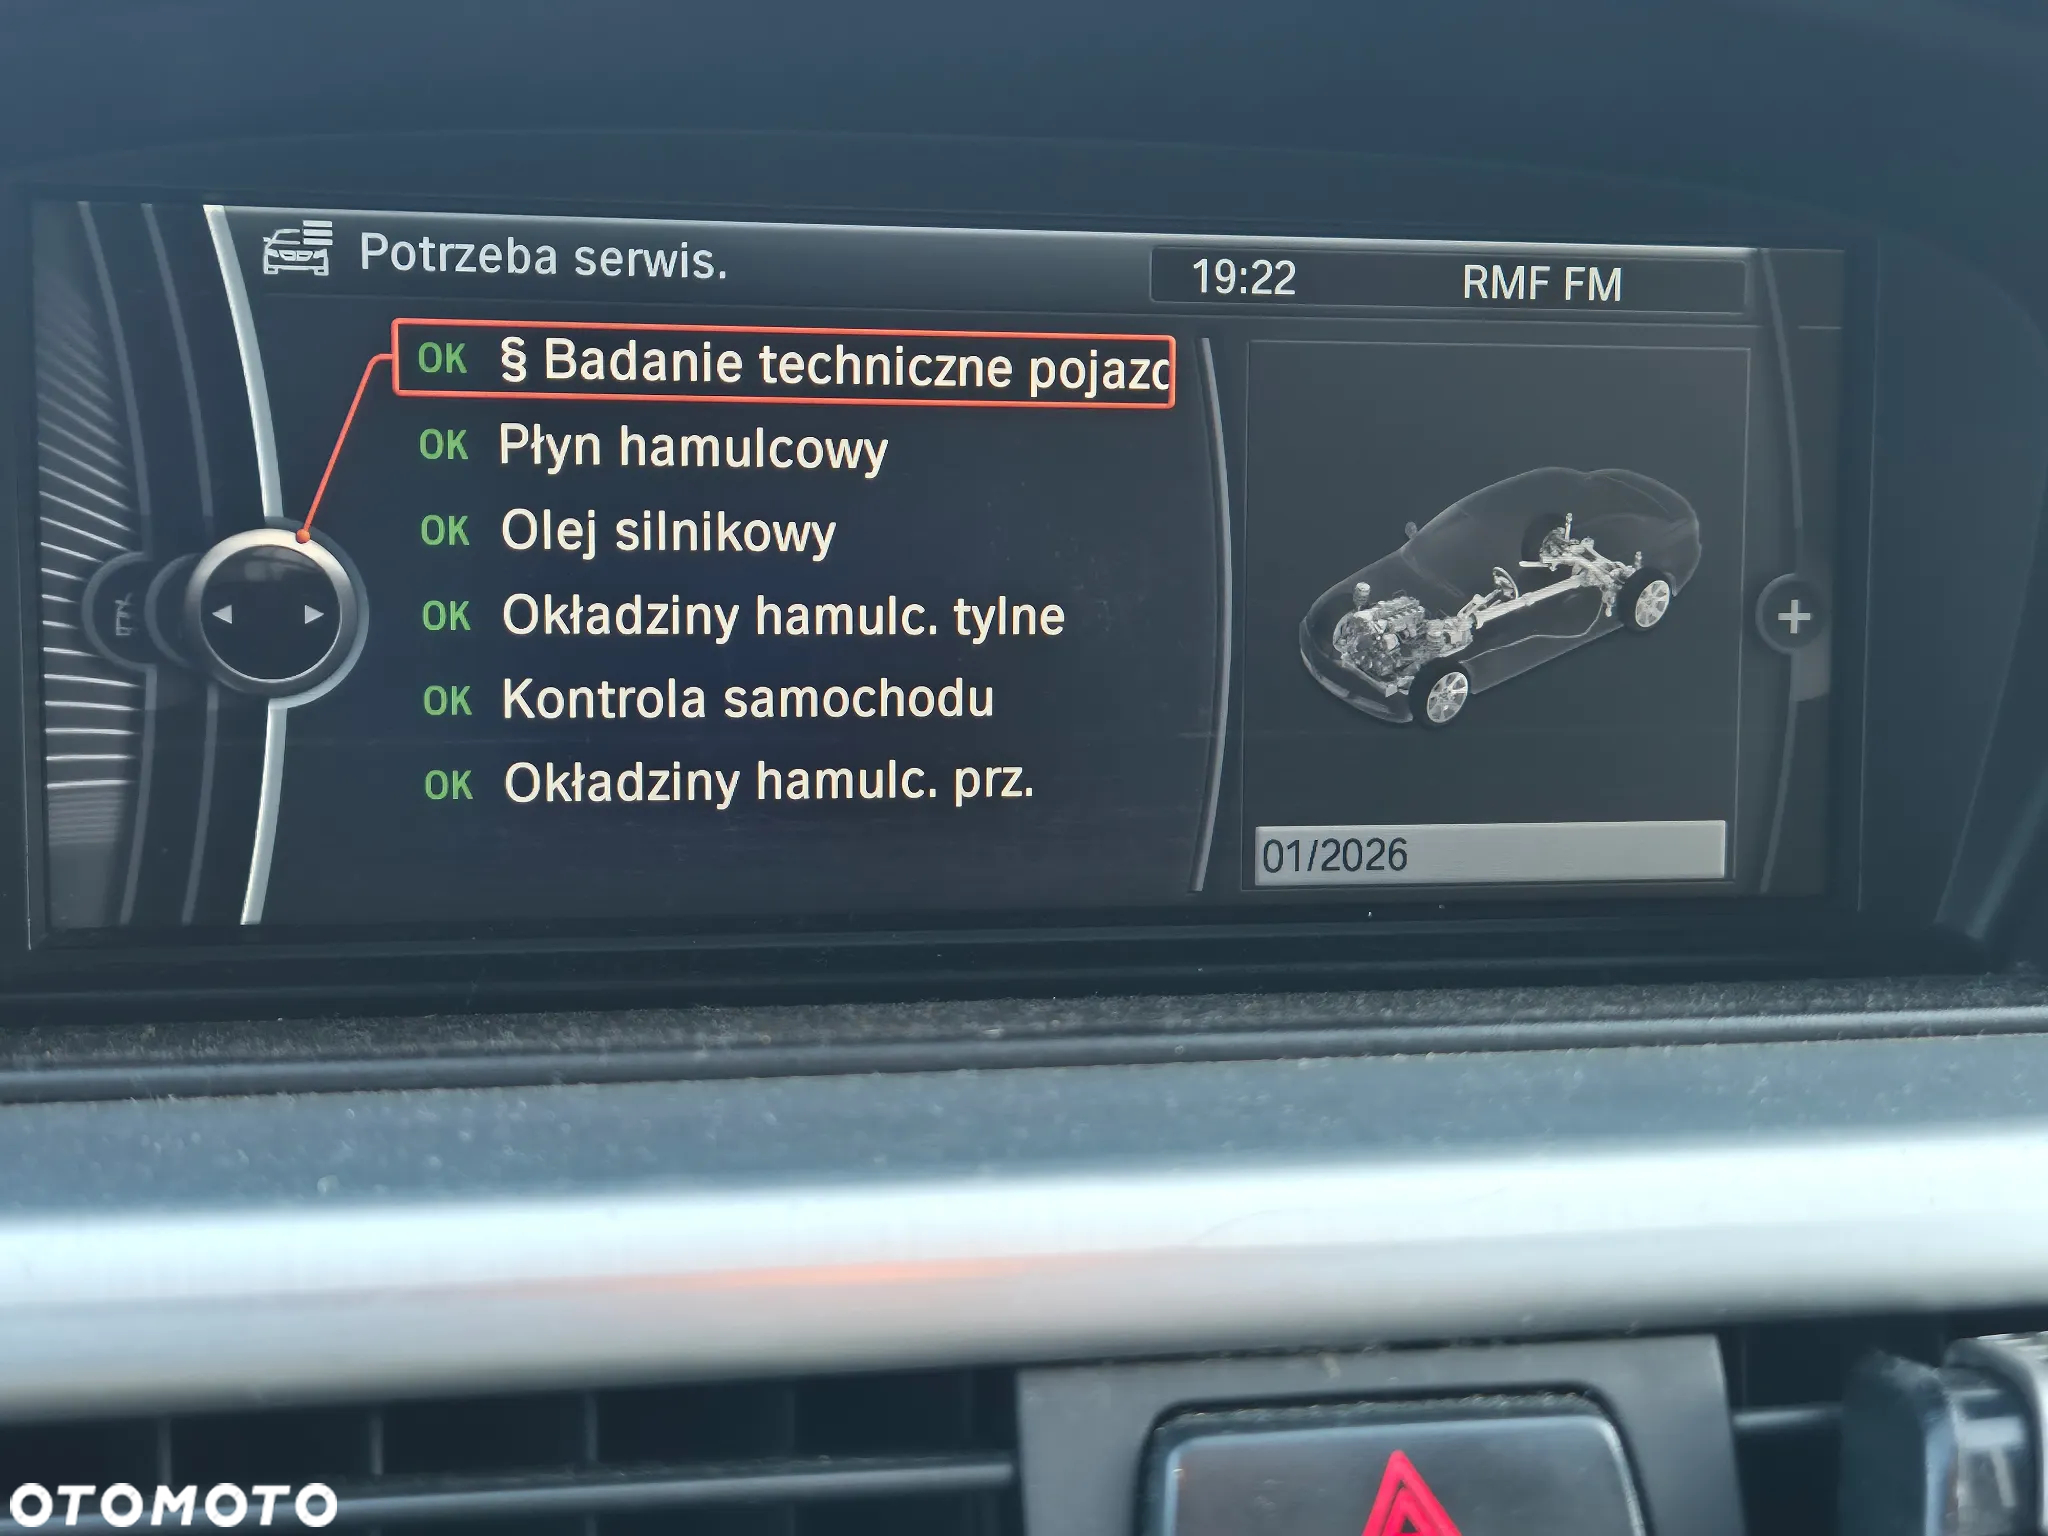 Potrzeba serwis.
19:22 RMF FM
OK § Badanie techniczne pojazd
OK Płyn hamulcowy
OK Olej silnikowy
OK Okładziny hamulc. tylne
OK Kontrola samochodu
OK Okładziny hamulc. prz.
01/2026
OTOMOTO